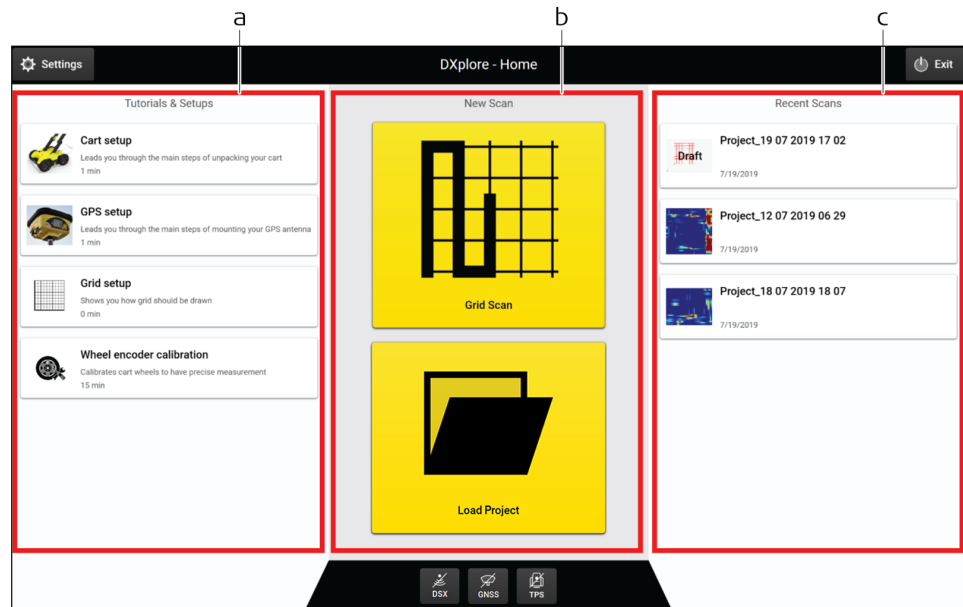 a
b
c
Settings
DXplore - Home
Exit
Tutorials & Setups
Cart setup
Leads you through the main steps of unpacking your cart
1 min
GPS setup
Leads you through the main steps of mounting your GPS antenna
1 min
Grid setup
Shows you how grid should be drawn
0 min
Wheel encoder calibration
Calibrates cart wheels to have precise measurement
15 min
New Scan
Grid Scan
Load Project
Recent Scans
Draft
Project_19 07 2019 17 02
7/19/2019
Project_12 07 2019 06 29
7/19/2019
Project_18 07 2019 18 07
7/19/2019
DSX
GNSS
TPS